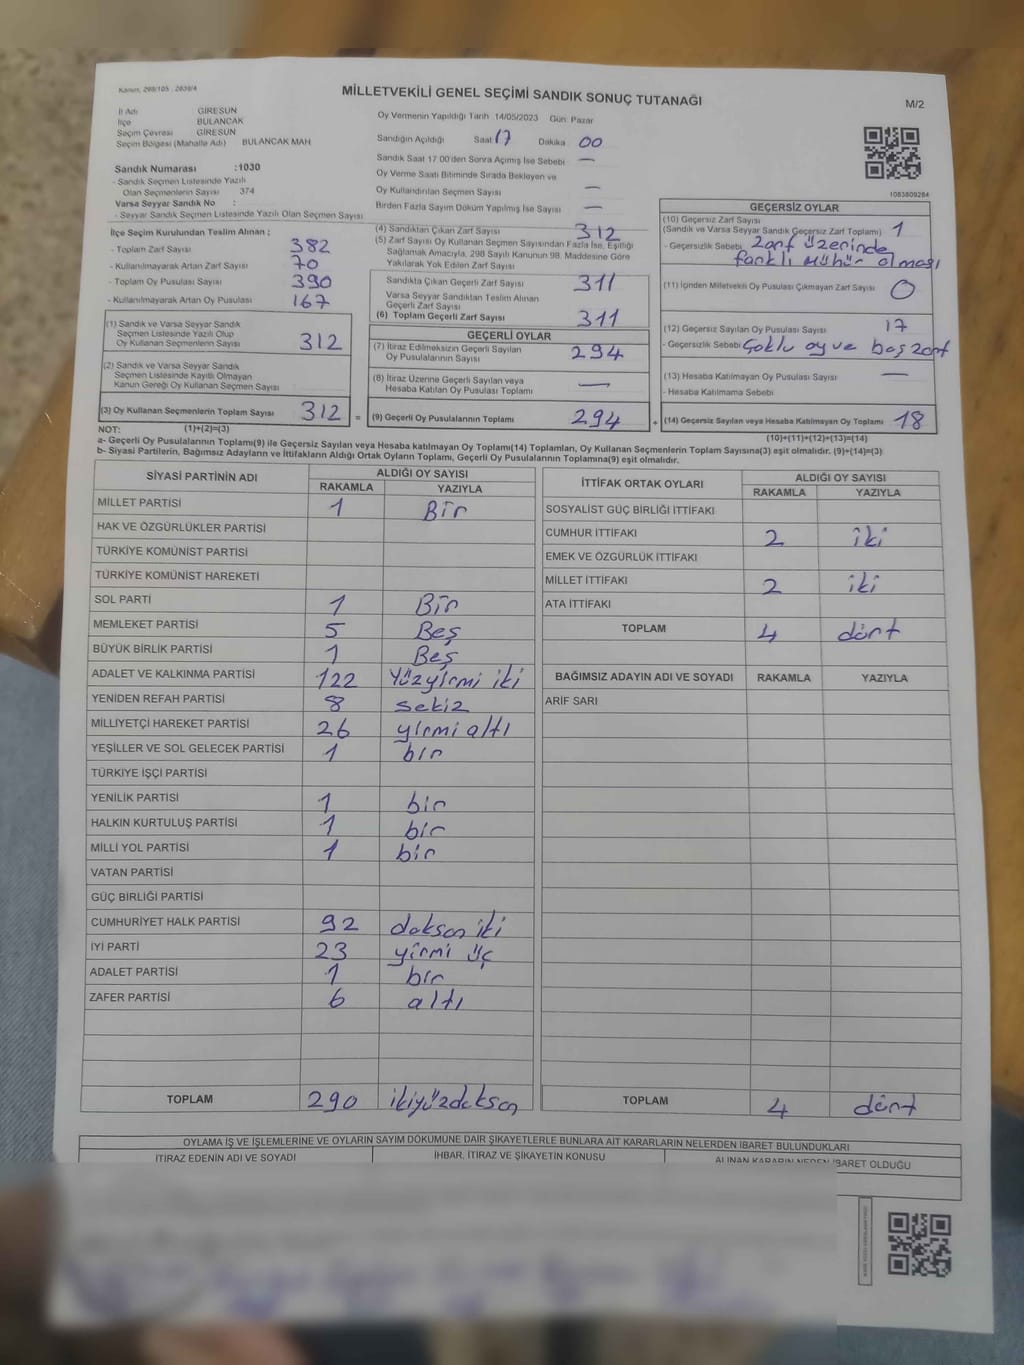 Kanun: 298/105 , 2839/4
MİLLETVEKİLİ GENEL SEÇİMİ SANDIK SONUÇ TUTANAĞI
M/2
İl Adı GİRESUN
İlçe BULANCAK
Seçim Çevresi GİRESUN
Seçim Bölgesi (Mahalle Adı) BULANCAK MAH
Sandık Numarası :1030
- Sandık Seçmen Listesinde Yazılı
Olan Seçmenlerin Sayısı 374
Varsa Seyyar Sandık No :
- Seyyar Sandık Seçmen Listesinde Yazılı Olan Seçmen Sayısı
Oy Vermenin Yapıldığı Tarih 14/05/2023 Gün Pazar
Sandığın Açıldığı Saat 17 Dakika 00
Sandık Saat 17 00'den Sonra Açımış İse Sebebi —
Oy Verme Saati Bitiminde Sırada Bekleyen ve
Oy Kullandırılan Seçmen Sayısı —
Birden Fazla Sayım Döküm Yapılmış İse Sayısı —
1083809284
İlçe Seçim Kurulundan Teslim Alınan ;
- Toplam Zarf Sayısı 382
- Kullanılmayarak Artan Zarf Sayısı 70
- Toplam Oy Pusulası Sayısı 390
- Kullanılmayarak Artan Oy Pusulası 167
(1) Sandık ve Varsa Seyyar Sandık
Seçmen Listesinde Yazılı Olup
Oy Kullanan Seçmenlerin Sayısı 312
(2) Sandık ve Varsa Seyyar Sandık
Seçmen Listesinde Kayıtlı Olmayan
Kanun Gereği Oy Kullanan Seçmen Sayısı
(3) Oy Kullanan Seçmenlerin Toplam Sayısı 312 =
(4) Sandıktan Çıkan Zarf Sayısı 312
(5) Zarf Sayısı Oy Kullanan Seçmen Sayısından Fazla İse, Eşitliği
Sağlamak Amacıyla, 298 Sayılı Kanunun 98. Maddesine Göre
Yakılarak Yok Edilen Zarf Sayısı
Sandıkta Çıkan Geçerli Zarf Sayısı 311
Varsa Seyyar Sandıktan Teslim Alınan
Geçerli Zarf Sayısı
(6) Toplam Geçerli Zarf Sayısı 311
GEÇERLİ OYLAR
(7) İtiraz Edilmeksizin Geçerli Sayılan
Oy Pusulalarının Sayısı 294
(8) İtiraz Üzerine Geçerli Sayılan veya
Hesaba Katılan Oy Pusulası Toplamı —
(9) Geçerli Oy Pusulalarının Toplamı 294 +
GEÇERSİZ OYLAR
(10) Geçersiz Zarf Sayısı
(Sandık ve Varsa Seyyar Sandık Geçersiz Zarf Toplamı) 1
- Geçersizlik Sebebi Zarf üzerinde
farklı mühür olması
(11) İçinden Milletvekili Oy Pusulası Çıkmayan Zarf Sayısı 0
(12) Geçersiz Sayılan Oy Pusulası Sayısı 17
- Geçersizlik Sebebi Çoklu oy ve boş zarf
(13) Hesaba Katılmayan Oy Pusulası Sayısı —
- Hesaba Katılmama Sebebi
(14) Geçersiz Sayılan veya Hesaba Katılmayan Oy Toplamı 18
NOT: (1)+(2)=(3)
(10)+(11)+(12)+(13)=(14)
a- Geçerli Oy Pusulalarının Toplamı(9) ile Geçersiz Sayılan veya Hesaba katılmayan Oy Toplamı(14) Toplamları, Oy Kullanan Seçmenlerin Toplam Sayısına(3) eşit olmalıdır. (9)+(14)=(3)
b- Siyasi Partilerin, Bağımsız Adayların ve İttifakların Aldığı Ortak Oyların Toplamı, Geçerli Oy Pusulalarının Toplamına(9) eşit olmalıdır.
SİYASİ PARTİNİN ADI ALDIĞI OY SAYISI
RAKAMLA YAZIYLA
MİLLET PARTİSİ 1 Bir
HAK VE ÖZGÜRLÜKLER PARTİSİ
TÜRKİYE KOMÜNİST PARTİSİ
TÜRKİYE KOMÜNİST HAREKETİ
SOL PARTİ 1 Bir
MEMLEKET PARTİSİ 5 Beş
BÜYÜK BİRLİK PARTİSİ 1 Beş
ADALET VE KALKINMA PARTİSİ 122 Yüzyirmi iki
YENİDEN REFAH PARTİSİ 8 sekiz
MİLLİYETÇİ HAREKET PARTİSİ 26 yirmi altı
YEŞİLLER VE SOL GELECEK PARTİSİ 1 bir
TÜRKİYE İŞÇİ PARTİSİ
YENİLİK PARTİSİ 1 bir
HALKIN KURTULUŞ PARTİSİ 1 bir
MİLLİ YOL PARTİSİ 1 bir
VATAN PARTİSİ
GÜÇ BİRLİĞİ PARTİSİ
CUMHURİYET HALK PARTİSİ 92 doksan iki
İYİ PARTİ 23 yirmi üç
ADALET PARTİSİ 1 bir
ZAFER PARTİSİ 6 altı
TOPLAM 290 ikiyüzdoksan
İTTİFAK ORTAK OYLARI ALDIĞI OY SAYISI
RAKAMLA YAZIYLA
SOSYALİST GÜÇ BİRLİĞİ İTTİFAKI
CUMHUR İTTİFAKI 2 iki
EMEK VE ÖZGÜRLÜK İTTİFAKI
MİLLET İTTİFAKI 2 iki
ATA İTTİFAKI
TOPLAM 4 dört
BAĞIMSIZ ADAYIN ADI VE SOYADI RAKAMLA YAZIYLA
ARİF SARI
TOPLAM 4 dört
OYLAMA İŞ VE İŞLEMLERİNE VE OYLARIN SAYIM DÖKÜMÜNE DAİR ŞİKAYETLERLE BUNLARA AİT KARARLARIN NELERDEN İBARET BULUNDUKLARI
İTİRAZ EDENİN ADI VE SOYADI İHBAR, İTİRAZ VE ŞİKAYETİN KONUSU ALINAN KARARIN NEDEN İBARET OLDUĞU